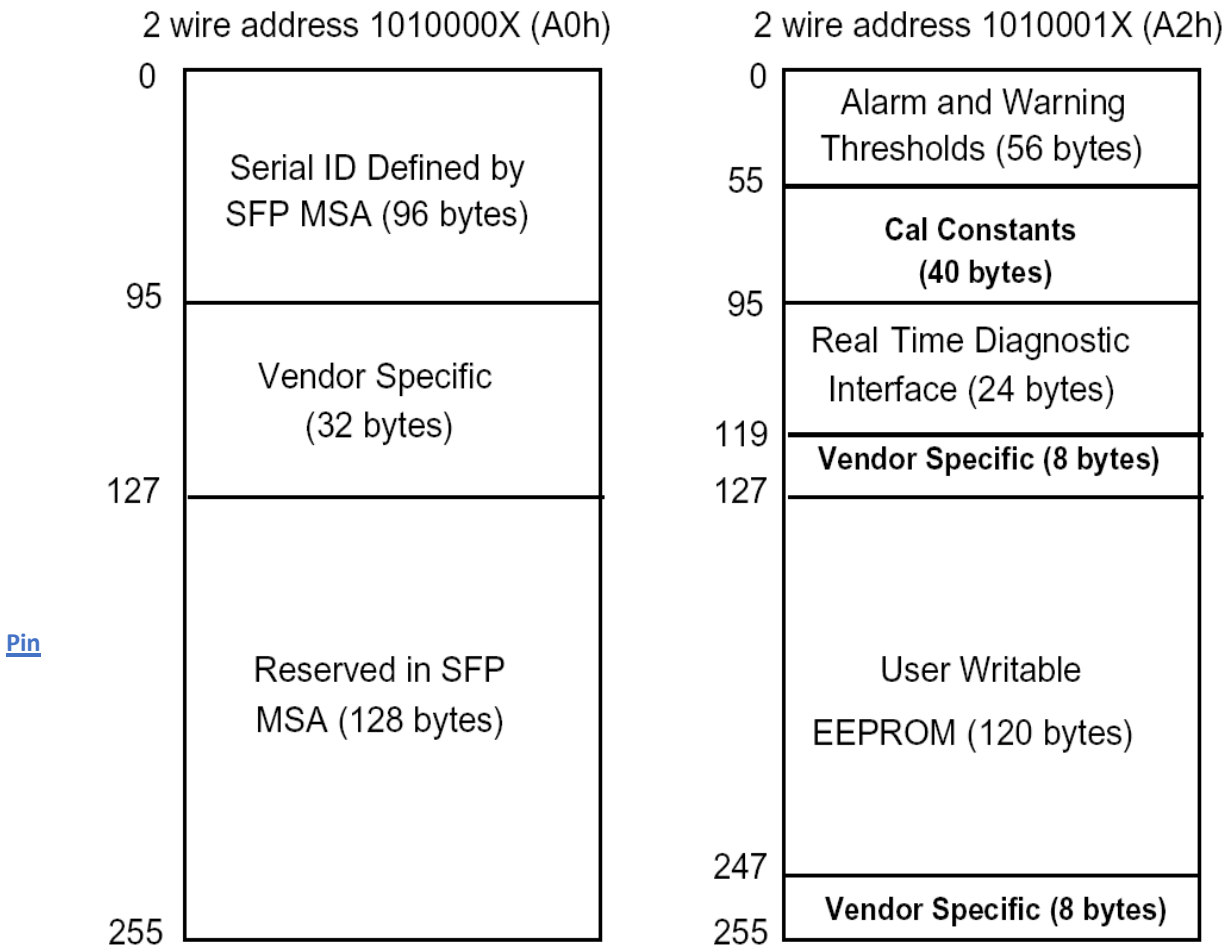 2 wire address 1010000X (A0h)
0
Serial ID Defined by
SFP MSA (96 bytes)
95
Vendor Specific
(32 bytes)
127
Reserved in SFP
MSA (128 bytes)
255
2 wire address 1010001X (A2h)
0
Alarm and Warning
Thresholds (56 bytes)
55
Cal Constants
(40 bytes)
95
Real Time Diagnostic
Interface (24 bytes)
119
Vendor Specific (8 bytes)
127
User Writable
EEPROM (120 bytes)
247
Vendor Specific (8 bytes)
255
Pin